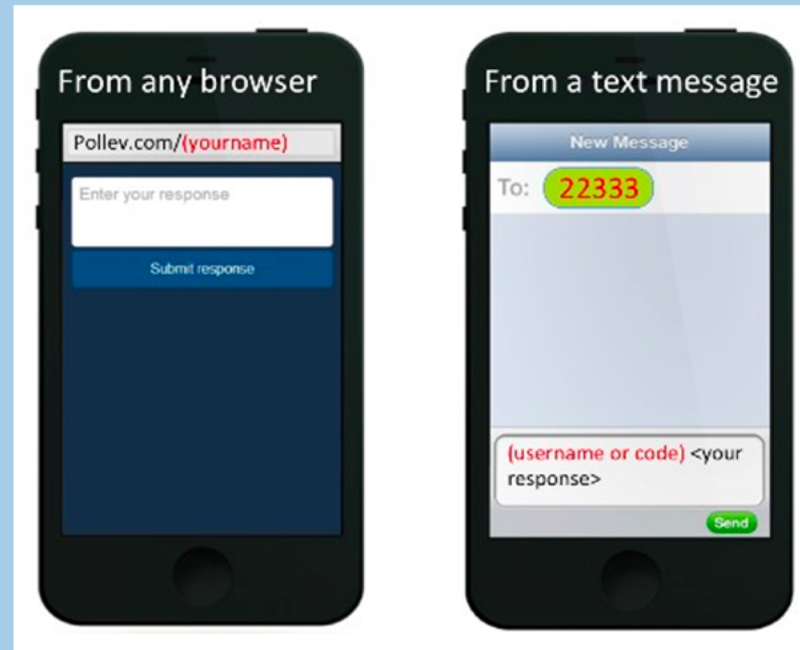 From any browser
Pollev.com/(yourname)
Enter your response
Submit response
From a text message
New Message
To: 22333
(username or code) <your
response>
Send